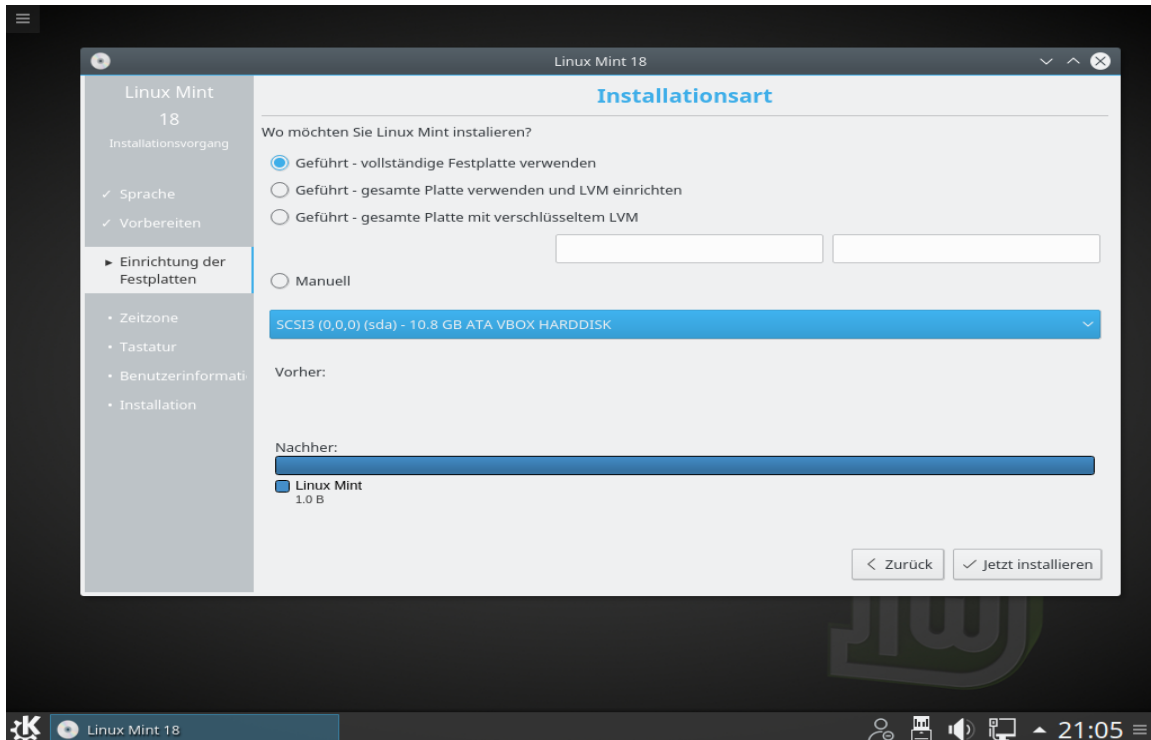 Linux Mint 18
Linux Mint
18
Installationsvorgang
✓ Sprache
✓ Vorbereiten
► Einrichtung der
Festplatten
• Zeitzone
• Tastatur
• Benutzerinformati
• Installation
Installationsart
Wo möchten Sie Linux Mint instalieren?
Geführt - vollständige Festplatte verwenden
Geführt - gesamte Platte verwenden und LVM einrichten
Geführt - gesamte Platte mit verschlüsseltem LVM
Manuell
SCSI3 (0,0,0) (sda) - 10.8 GB ATA VBOX HARDDISK
Vorher:
Nachher:
Linux Mint
1.0 B
Zurück
Jetzt installieren
Linux Mint 18
21:05